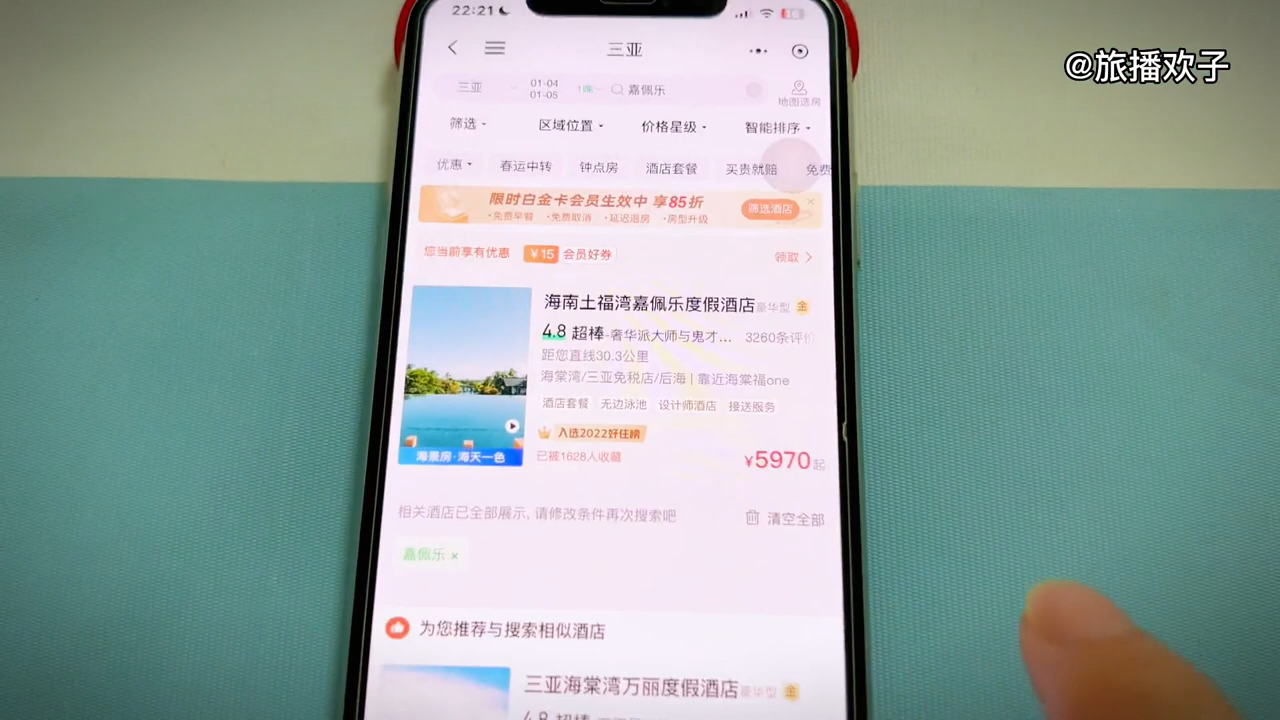 22:21
16
@旅播欢子
三亚
三亚
01-04
01-05
1晚
嘉佩乐
地图选房
筛选
区域位置
价格星级
智能排序
优惠
春运中转
钟点房
酒店套餐
买贵就赔
免费
限时白金卡会员生效中 享85折
·免费早餐 ·免费取消 ·延迟退房 ·房型升级
筛选酒店
您当前享有优惠
¥15 会员好券
领取
海南土福湾嘉佩乐度假酒店 豪华型 金
4.8 超棒 -奢华派大师与鬼才... 3260条评价
距您直线30.3公里
海棠湾/三亚免税店/后海 | 靠近海棠福one
酒店套餐 无边泳池 设计师酒店 接送服务
入选2022好住榜
已被1628人收藏
¥5970起
海景房·海天一色
相关酒店已全部展示, 请修改条件再次搜索吧
清空全部
嘉佩乐 ×
为您推荐与搜索相似酒店
三亚海棠湾万丽度假酒店 豪华型 金
4.8 超棒